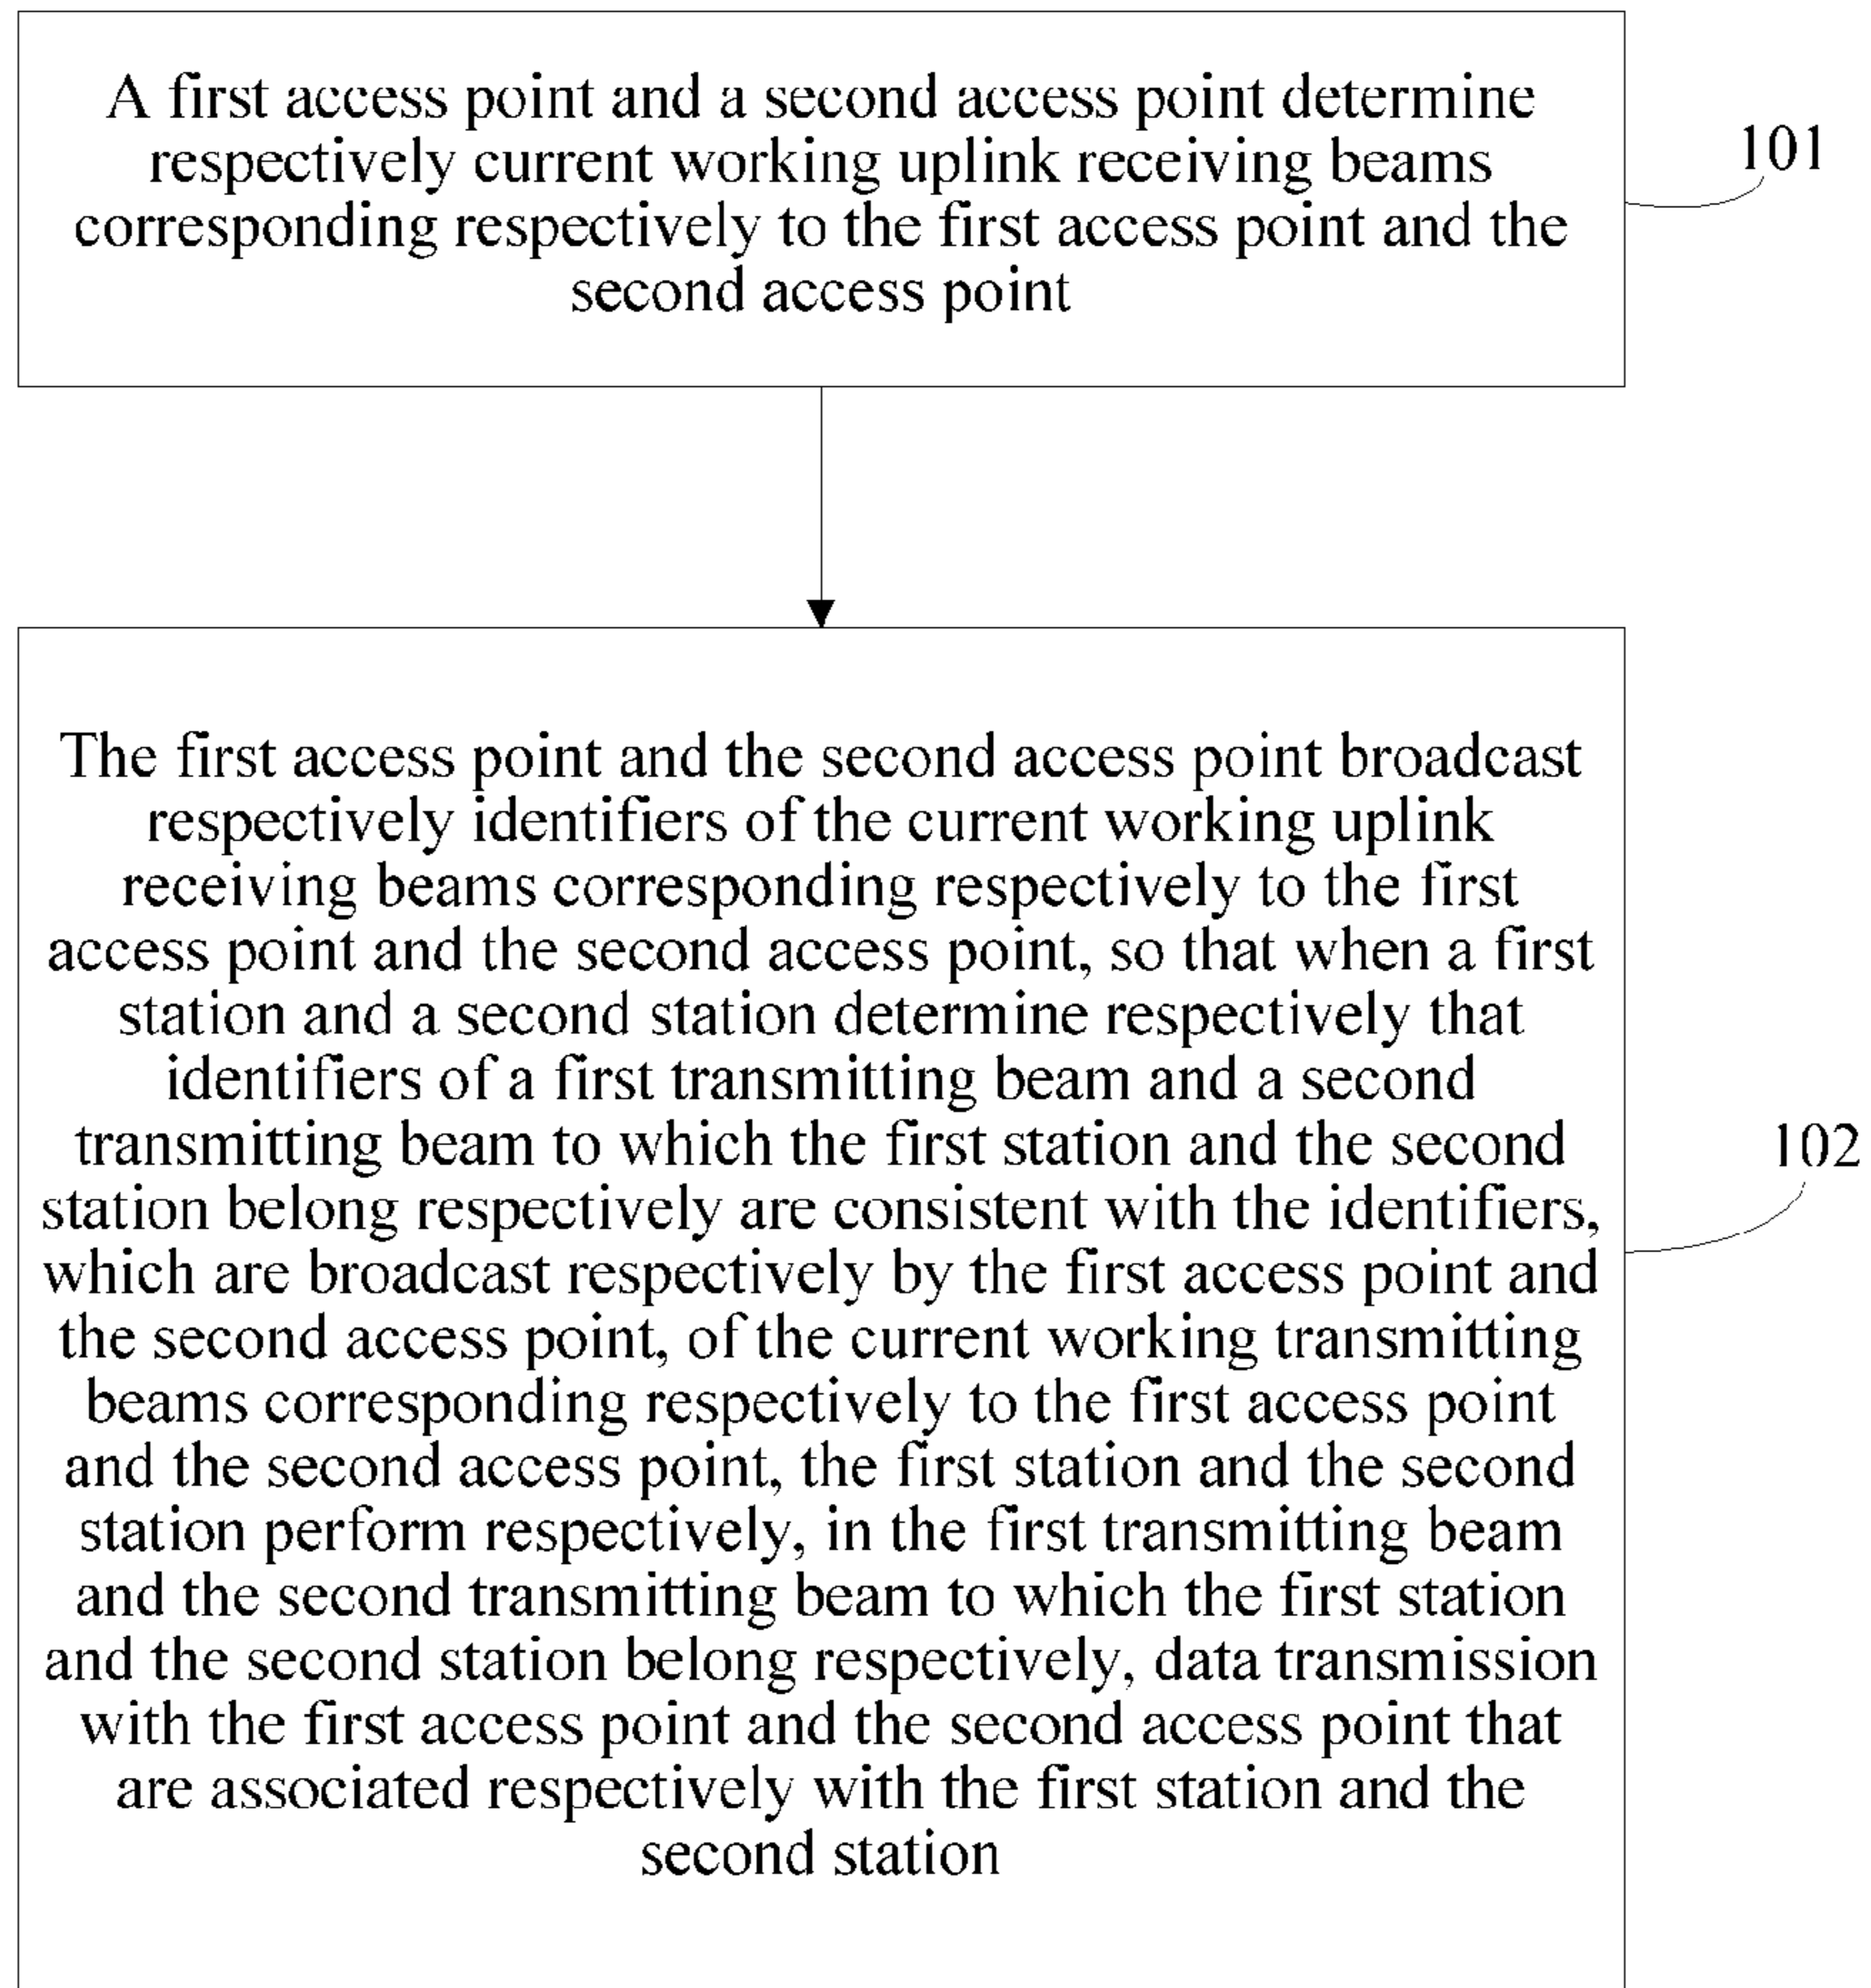 A first access point and a second access point determine
respectively current working uplink receiving beams
corresponding respectively to the first access point and the
second access point
101
The first access point and the second access point broadcast
respectively identifiers of the current working uplink
receiving beams corresponding respectively to the first
access point and the second access point, so that when a first
station and a second station determine respectively that
identifiers of a first transmitting beam and a second
transmitting beam to which the first station and the second
station belong respectively are consistent with the identifiers,
which are broadcast respectively by the first access point and
the second access point, of the current working transmitting
beams corresponding respectively to the first access point
and the second access point, the first station and the second
station perform respectively, in the first transmitting beam
and the second transmitting beam to which the first station
and the second station belong respectively, data transmission
with the first access point and the second access point that
are associated respectively with the first station and the
second station
102